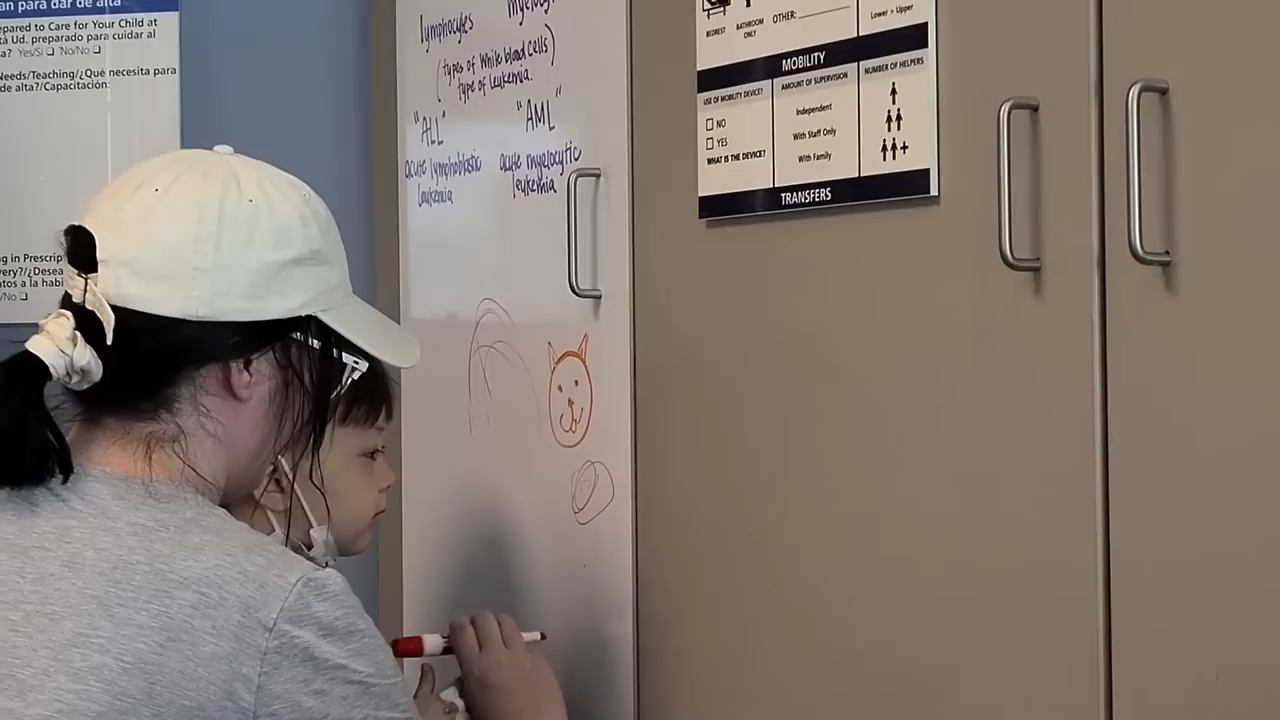 an para dar de alta
epared to Care for Your Child at
tá Ud. preparado para cuidar al
a? Yes/Sí ☐ 'No/No ☐
Needs/Teaching/¿Qué necesita para
de alta?/Capacitación:
ng in Prescrip
very?/¿Desea
ntos a la habi
/No ☐
lymphocytes
(types of White blood cells)
type of leukemia.
"ALL" "AML"
acute lymphoblastic leukemia
acute myelocytic leukemia
BEDREST
BATHROOM ONLY
OTHER:
Lower > Upper
MOBILITY
USE OF MOBILITY DEVICE?
☐ NO
☐ YES
WHAT IS THE DEVICE?
AMOUNT OF SUPERVISION
Independent
With Staff Only
With Family
NUMBER OF HELPERS
+
TRANSFERS